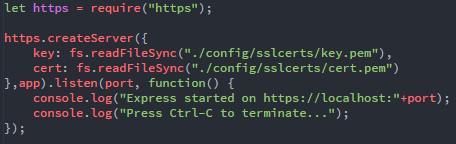 let https = require("https");
https.createServer({
key: fs.readFileSync("./config/sslcerts/key.pem"),
cert: fs.readFileSync("./config/sslcerts/cert.pem")
},app).listen(port, function() {
console.log("Express started on https://localhost:"+port);
console.log("Press Ctrl-C to terminate...");
});